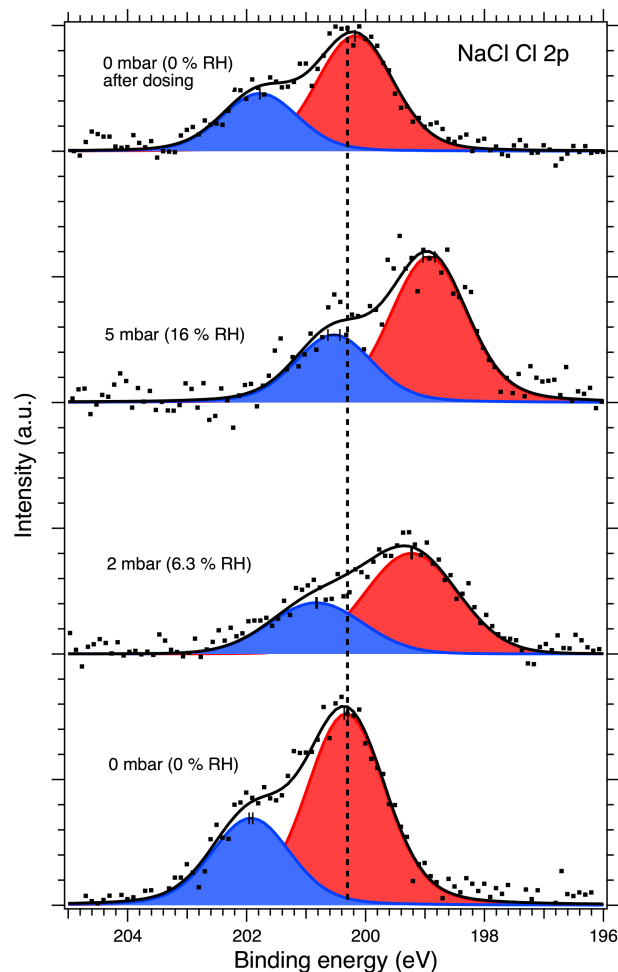 NaCl Cl 2p
0 mbar (0 % RH)
after dosing
5 mbar (16 % RH)
2 mbar (6.3 % RH)
0 mbar (0 % RH)
Intensity (a.u.)
204 202 200 198 196
Binding energy (eV)